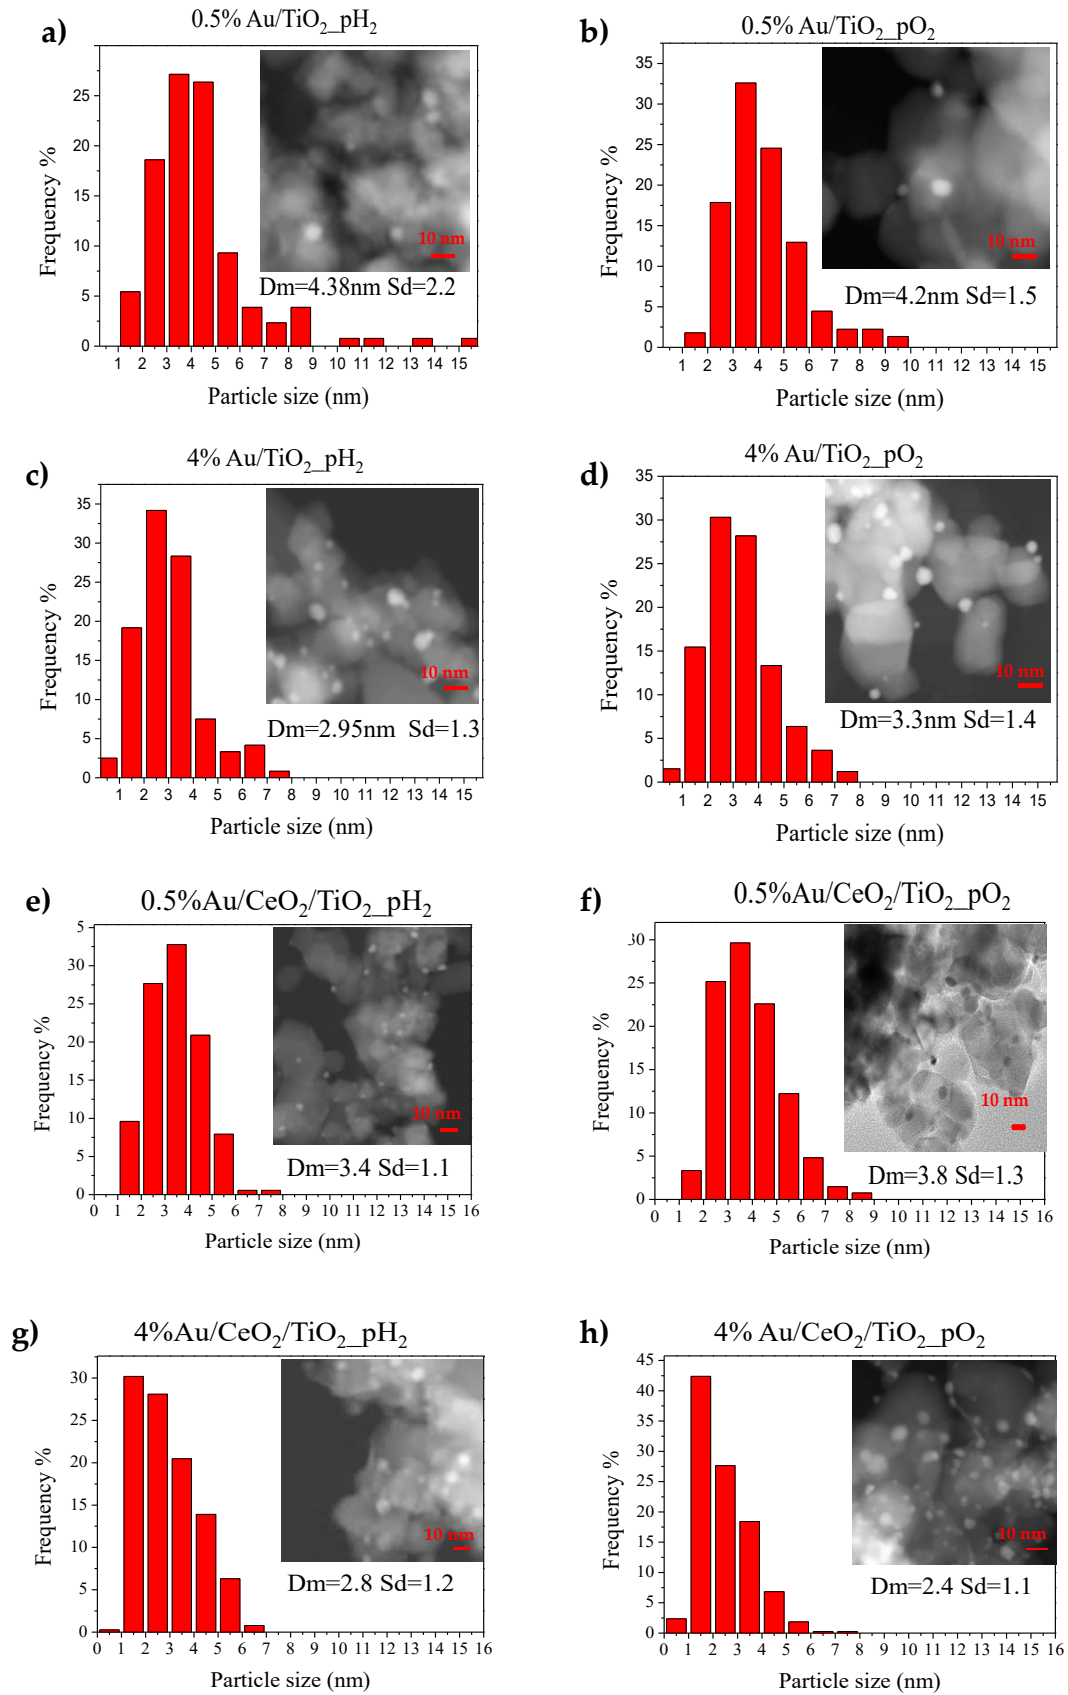 a)
0.5% Au/TiO₂_pH₂
Frequency %
25
20
15
10
5
0
10 nm
Dm=4.38nm Sd=2.2
1 2 3 4 5 6 7 8 9 10 11 12 13 14 15
Particle size (nm)
b)
0.5% Au/TiO₂_pO₂
Frequency %
35
30
25
20
15
10
5
0
10 nm
Dm=4.2nm Sd=1.5
1 2 3 4 5 6 7 8 9 10 11 12 13 14 15
Particle size (nm)
c)
4% Au/TiO₂_pH₂
Frequency %
35
30
25
20
15
10
5
0
10 nm
Dm=2.95nm Sd=1.3
1 2 3 4 5 6 7 8 9 10 11 12 13 14 15
Particle size (nm)
d)
4% Au/TiO₂_pO₂
Frequency %
35
30
25
20
15
10
5
0
10 nm
Dm=3.3nm Sd=1.4
1 2 3 4 5 6 7 8 9 10 11 12 13 14 15
Particle size (nm)
e)
0.5%Au/CeO₂/TiO₂_pH₂
Frequency %
5
30
25
20
15
10
5
0
10 nm
Dm=3.4 Sd=1.1
0 1 2 3 4 5 6 7 8 9 10 11 12 13 14 15 16
Particle size (nm)
f)
0.5%Au/CeO₂/TiO₂_pO₂
Frequency %
30
25
20
15
10
5
0
10 nm
Dm=3.8 Sd=1.3
0 1 2 3 4 5 6 7 8 9 10 11 12 13 14 15 16
Particle size (nm)
g)
4%Au/CeO₂/TiO₂_pH₂
Frequency %
30
25
20
15
10
5
0
10 nm
Dm=2.8 Sd=1.2
0 1 2 3 4 5 6 7 8 9 10 11 12 13 14 15 16
Particle size (nm)
h)
4% Au/CeO₂/TiO₂_pO₂
Frequency %
45
40
35
30
25
20
15
10
5
0
10 nm
Dm=2.4 Sd=1.1
0 1 2 3 4 5 6 7 8 9 10 11 12 13 14 15 16
Particle size (nm)